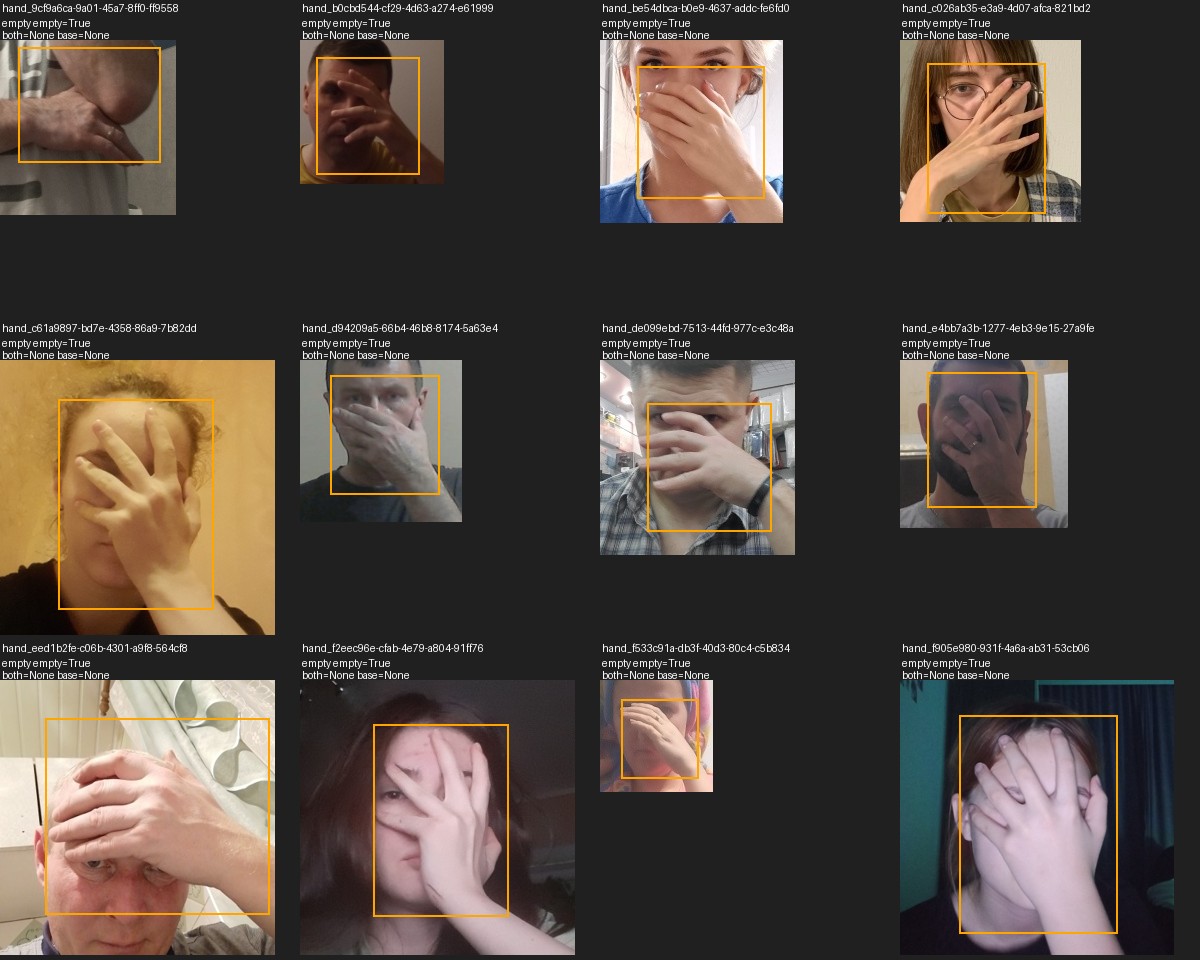 hand_9cf9a6ca-9a01-45a7-8ff0-ff9558
empty empty=True
both=None base=None
hand_b0cbd544-cf29-4d63-a274-e61999
empty empty=True
both=None base=None
hand_be54dbca-b0e9-4637-addc-fe6fd0
empty empty=True
both=None base=None
hand_c026ab35-e3a9-4d07-afca-821bd2
empty empty=True
both=None base=None
hand_c61a9897-bd7e-4358-86a9-7b82dd
empty empty=True
both=None base=None
hand_d94209a5-66b4-46b8-8174-5a63e4
empty empty=True
both=None base=None
hand_de099ebd-7513-44fd-977c-e3c48a
empty empty=True
both=None base=None
hand_e4bb7a3b-1277-4eb3-9e15-27a9fe
empty empty=True
both=None base=None
hand_eed1b2fe-c06b-4301-a9f8-564cf8
empty empty=True
both=None base=None
hand_f2eec96e-cfab-4e79-a804-91ff76
empty empty=True
both=None base=None
hand_f533c91a-db3f-40d3-80c4-c5b834
empty empty=True
both=None base=None
hand_f905e980-931f-4a6a-ab31-53cb06
empty empty=True
both=None base=None